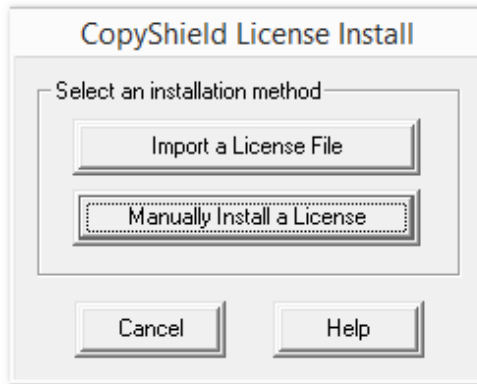 CopyShield License Install
Select an installation method
Import a License File
Manually Install a License
Cancel
Help